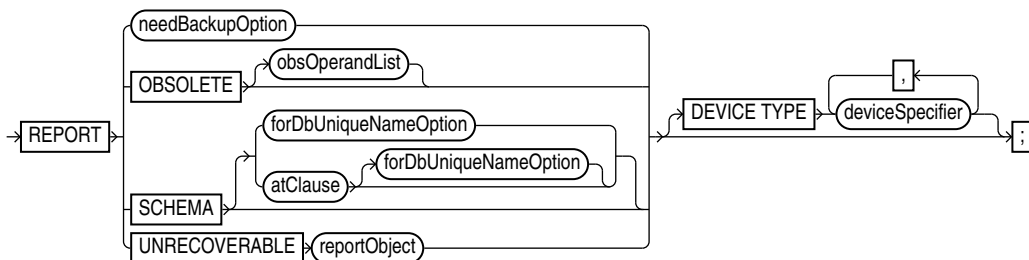 needBackupOption
,
obsOperandList
OBSOLETE
DEVICE TYPE deviceSpecifier
forDbUniqueNameOption
REPORT ;
forDbUniqueNameOption
atClause
SCHEMA
UNRECOVERABLE reportObject